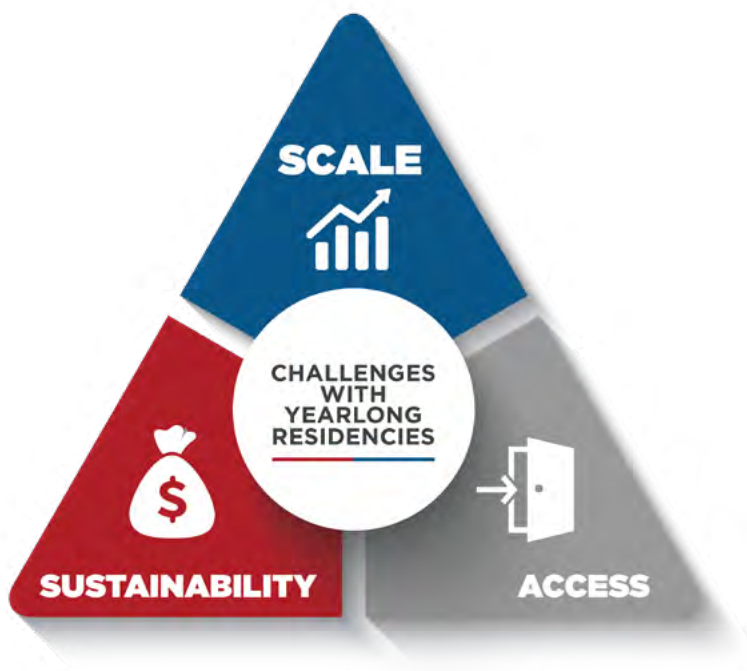 SCALE
CHALLENGES
WITH
YEARLONG
RESIDENCIES
$
SUSTAINABILITY
ACCESS